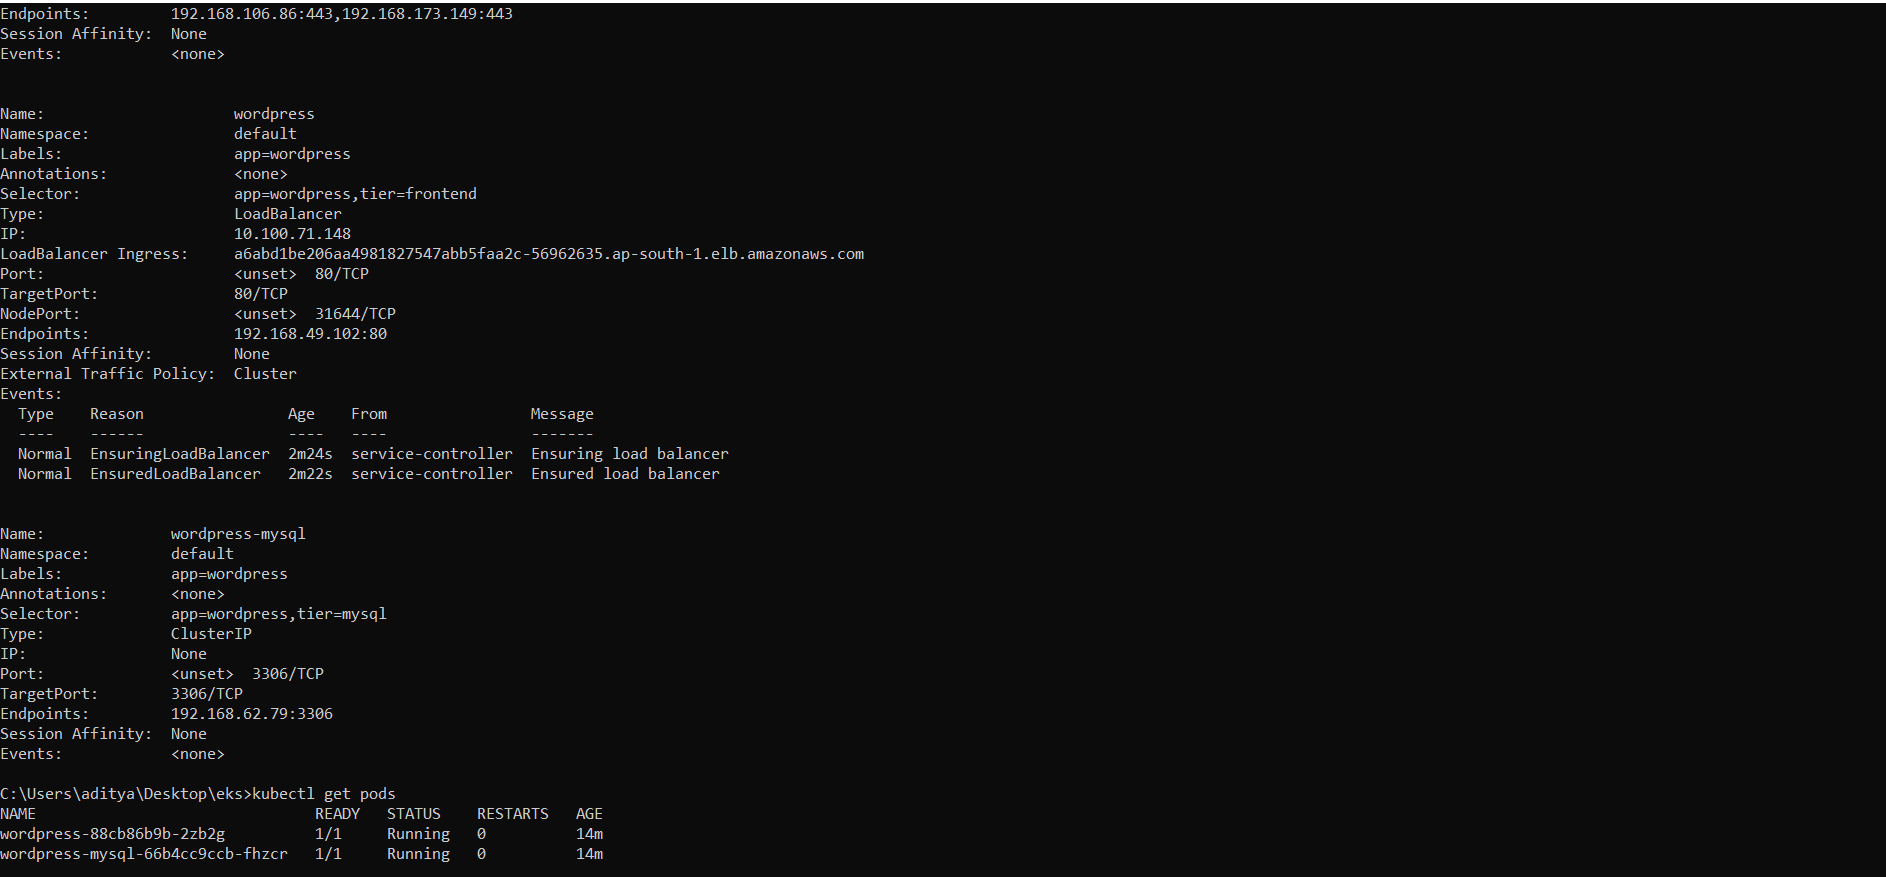 Endpoints:         192.168.106.86:443,192.168.173.149:443
Session Affinity:  None
Events:            <none>
Name:                     wordpress
Namespace:                default
Labels:                   app=wordpress
Annotations:              <none>
Selector:                 app=wordpress,tier=frontend
Type:                     LoadBalancer
IP:                       10.100.71.148
LoadBalancer Ingress:     a6abd1be206aa4981827547abb5faa2c-56962635.ap-south-1.elb.amazonaws.com
Port:                     <unset>  80/TCP
TargetPort:               80/TCP
NodePort:                 <unset>  31644/TCP
Endpoints:                192.168.49.102:80
Session Affinity:         None
External Traffic Policy:  Cluster
Events:
  Type    Reason                Age    From                Message
  ----    ------                ----   ----                -------
  Normal  EnsuringLoadBalancer  2m24s  service-controller  Ensuring load balancer
  Normal  EnsuredLoadBalancer   2m22s  service-controller  Ensured load balancer
Name:              wordpress-mysql
Namespace:         default
Labels:            app=wordpress
Annotations:       <none>
Selector:          app=wordpress,tier=mysql
Type:              ClusterIP
IP:                None
Port:              <unset>  3306/TCP
TargetPort:        3306/TCP
Endpoints:         192.168.62.79:3306
Session Affinity:  None
Events:            <none>
C:\Users\aditya\Desktop\eks>kubectl get pods
NAME                               READY   STATUS    RESTARTS   AGE
wordpress-88cb86b9b-2zb2g          1/1     Running   0          14m
wordpress-mysql-66b4cc9ccb-fhzcr   1/1     Running   0          14m